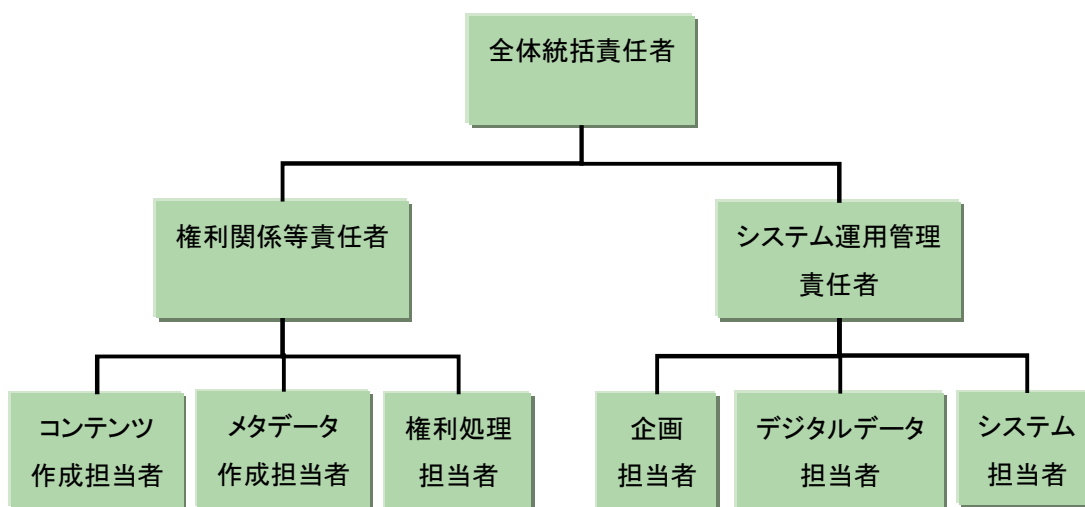 全体統括責任者
権利関係等責任者
システム運用管理
責任者
コンテンツ
作成担当者
メタデータ
作成担当者
権利処理
担当者
企画
担当者
デジタルデータ
担当者
システム
担当者